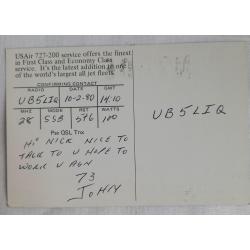 USAir 727-200 service offers the finest
in First Class and Economy Class
service. It's the latest addition to one
of the world's largest all jet fleets.
CONFIRMING CONTACT
RADIO DATE GMT
UB5LIQ 10-2-80 1410
MHZ MODE RST WATTS
28 SSB 576 100
Pse QSL Tnx
Hi NICK NICE TO
TALK TO U HOPE TO
WORK U AGN
73
JOHN
UB5LIQ